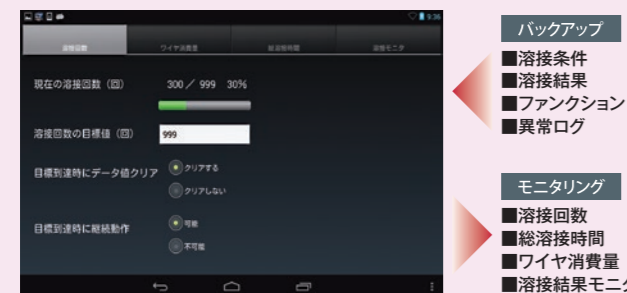 9:36
溶接回数 ワイヤ消費量 総溶接時間 溶接モニタ
現在の溶接回数（回） 300 / 999 30%
溶接回数の目標値（回） 999
目標到達時にデータ値クリア
クリアする
クリアしない
目標到達時に継続動作
可能
不可能
バックアップ
■溶接条件
■溶接結果
■ファンクション
■異常ログ
モニタリング
■溶接回数
■総溶接時間
■ワイヤ消費量
■溶接結果モニタ